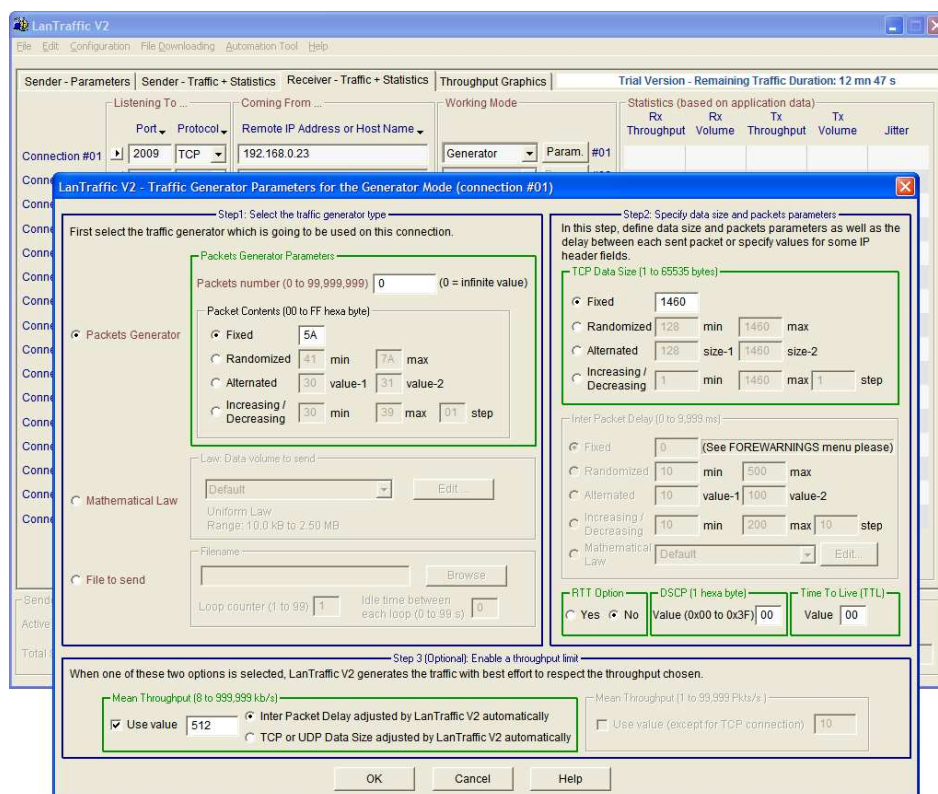 LanTraffic V2
File Edit Configuration File Downloading Automation Tool Help
Sender - Parameters Sender - Traffic + Statistics Receiver - Traffic + Statistics Throughput Graphics Trial Version - Remaining Traffic Duration: 12 mn 47 s
Listening To ... Coming From ... Working Mode Statistics (based on application data)
Port Protocol Remote IP Address or Host Name Rx Throughput Rx Volume Tx Throughput Tx Volume Jitter
Connection #01 2009 TCP 192.168.0.23 Generator Param. #01
LanTraffic V2 - Traffic Generator Parameters for the Generator Mode (connection #01)
Step1: Select the traffic generator type
First select the traffic generator which is going to be used on this connection.
Packets Generator
Packets Generator Parameters
Packets number (0 to 99,999,999) 0 (0 = infinite value)
Packet Contents (00 to FF hexa byte)
Fixed 5A
Randomized 41 min 7A max
Alternated 30 value-1 31 value-2
Increasing / Decreasing 30 min 39 max 01 step
Mathematical Law
Law: Data volume to send
Default Edit ...
Uniform Law
Range: 10.0 kB to 2.50 MB
File to send
Filename
Browse
Loop counter (1 to 99) 1 Idle time between each loop (0 to 99 s) 0
Step2: Specify data size and packets parameters
In this step, define data size and packets parameters as well as the
delay between each sent packet or specify values for some IP
header fields.
TCP Data Size (1 to 65535 bytes)
Fixed 1460
Randomized 128 min 1460 max
Alternated 128 size-1 1460 size-2
Increasing / Decreasing 1 min 1460 max 1 step
Inter Packet Delay (0 to 9,999 ms)
Fixed 0 (See FOREWARNINGS menu please)
Randomized 10 min 500 max
Alternated 10 value-1 100 value-2
Increasing / Decreasing 10 min 200 max 10 step
Mathematical Law Default Edit...
RTT Option DSCP (1 hexa byte) Time To Live (TTL)
Yes No Value (0x00 to 0x3F) 00 Value 00
Step 3 (Optional): Enable a throughput limit
When one of these two options is selected, LanTraffic V2 generates the traffic with best effort to respect the throughput chosen.
Mean Throughput (8 to 999,999 kb/s)
Use value 512
Inter Packet Delay adjusted by LanTraffic V2 automatically
TCP or UDP Data Size adjusted by LanTraffic V2 automatically
Mean Throughput (1 to 99,999 Pkts/s )
Use value (except for TCP connection) 10
OK Cancel Help